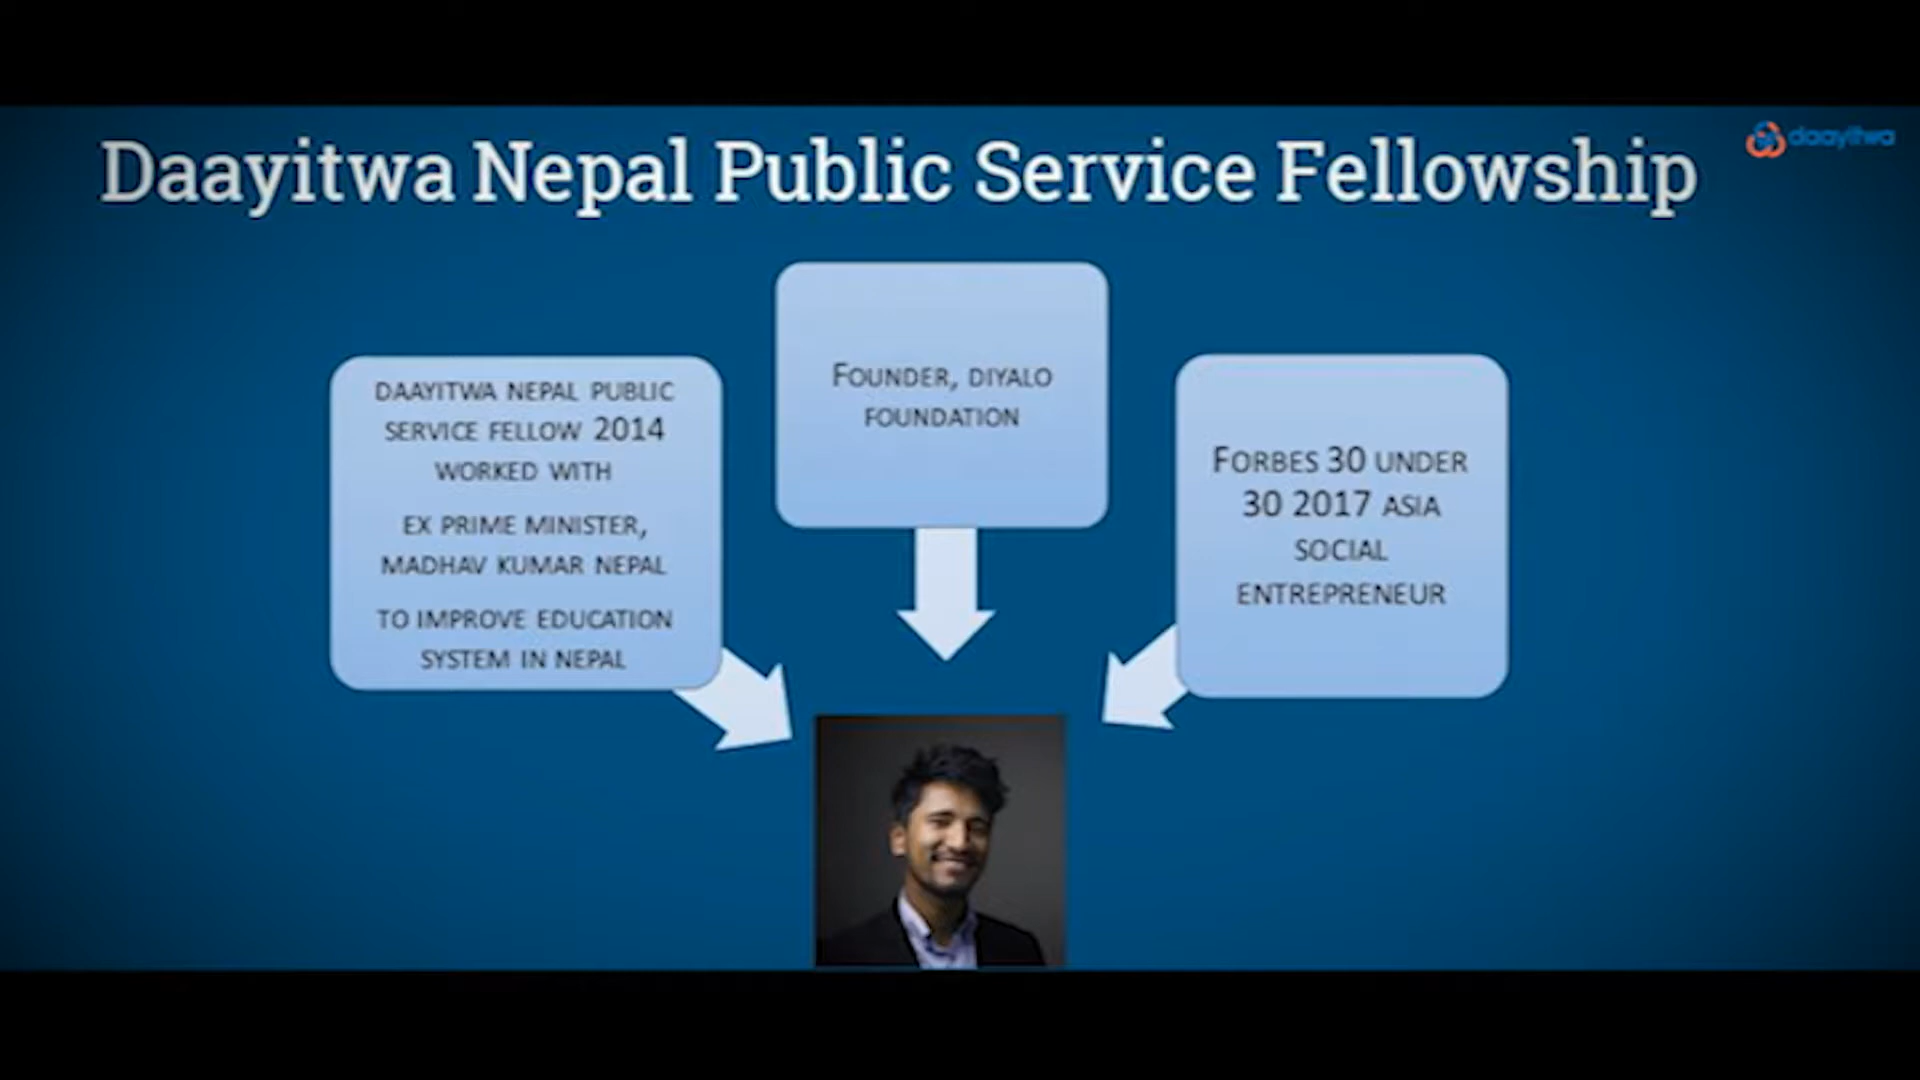 Daayitwa Nepal Public Service Fellowship
daayitwa
DAAYITWA NEPAL PUBLIC
SERVICE FELLOW 2014
WORKED WITH
EX PRIME MINISTER,
MADHAV KUMAR NEPAL
TO IMPROVE EDUCATION
SYSTEM IN NEPAL
FOUNDER, DIYALO
FOUNDATION
FORBES 30 UNDER
30 2017 ASIA
SOCIAL
ENTREPRENEUR